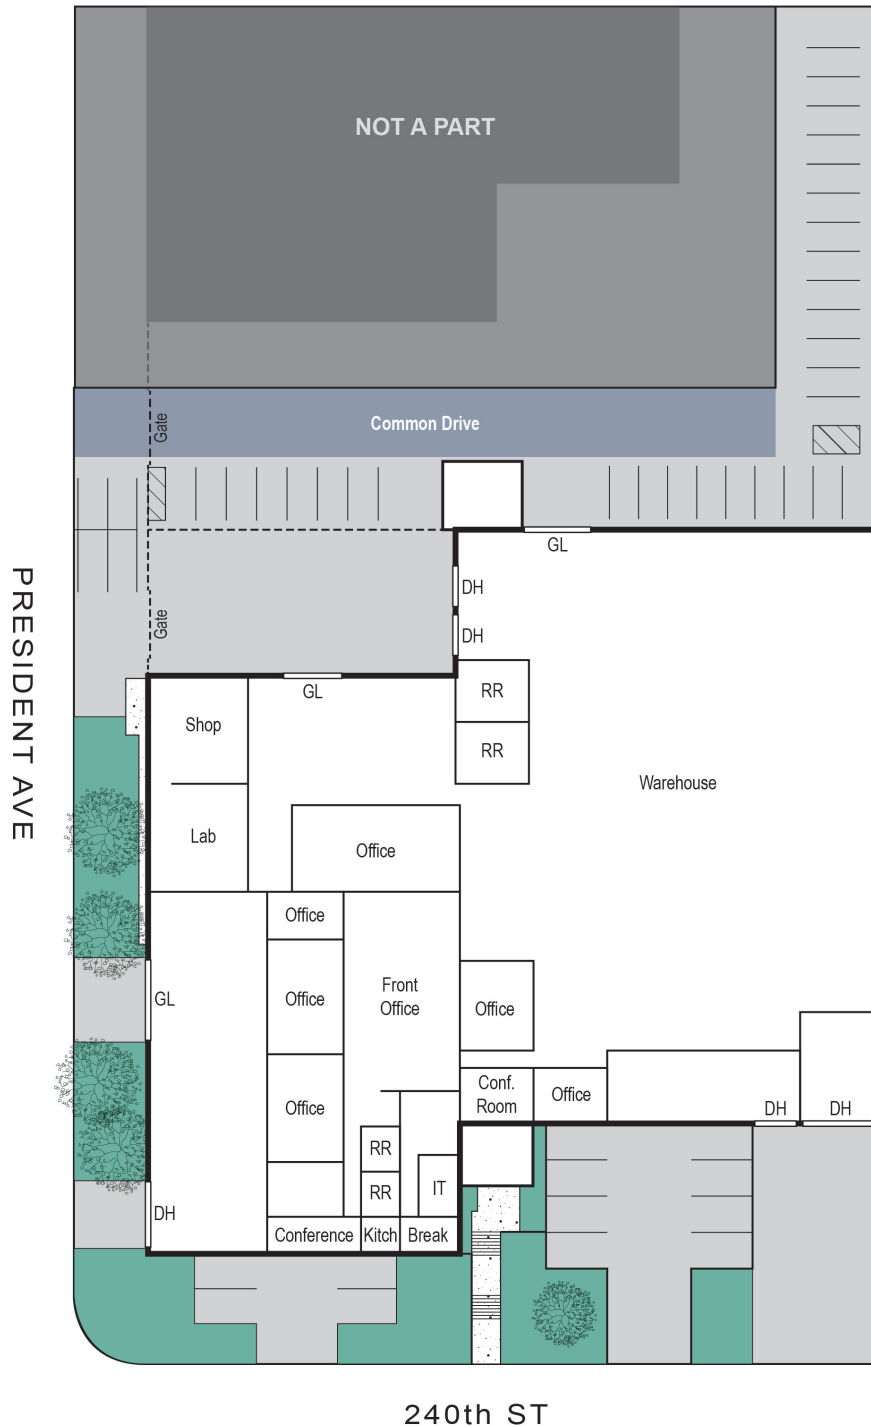 NOT A PART
Common Drive
Gate
GL
DH
Gate
DH
PRESIDENT AVE
GL
RR
Shop
RR
Warehouse
Lab
Office
Office
Front
Office
GL
Office
Office
Conf.
Room
Office
Office
DH
DH
RR
IT
RR
DH
Conference
Kitch
Break
240th ST